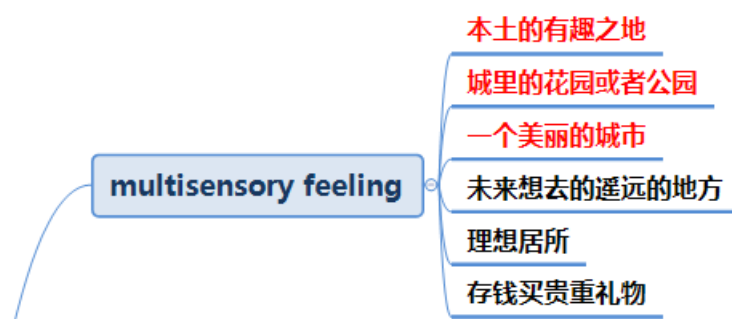 本土的有趣之地
城里的花园或者公园
一个美丽的城市
multisensory feeling
未来想去的遥远的地方
理想居所
存钱买贵重礼物